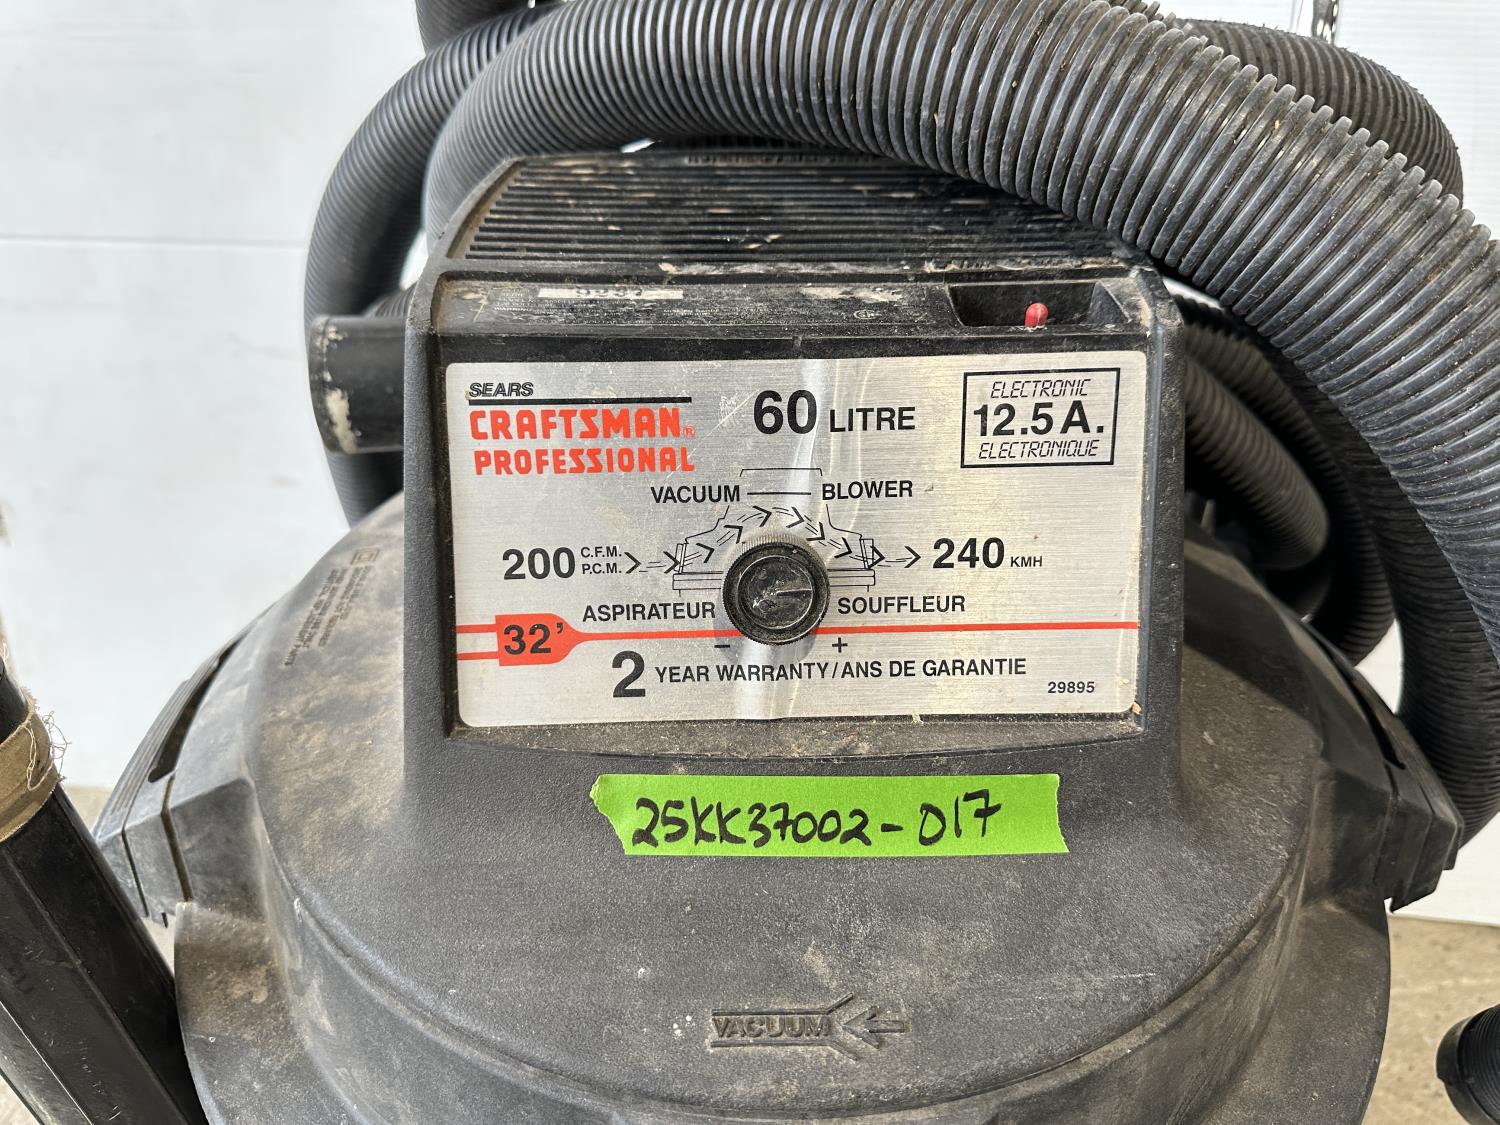 SEARS
CRAFTSMAN®
PROFESSIONAL
60 LITRE
ELECTRONIC
12.5 A.
ELECTRONIQUE
VACUUM BLOWER
200 C.F.M.
P.C.M.
240 KMH
ASPIRATEUR SOUFFLEUR
32'
- +
2 YEAR WARRANTY/ANS DE GARANTIE
29895
25KK37002-017
VACUUM